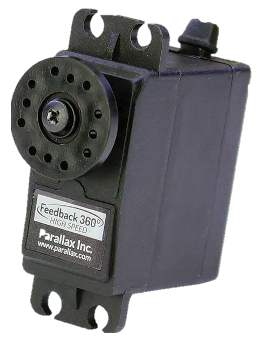 Feedback 360°
HIGH SPEED
Parallax Inc.
www.parallax.com